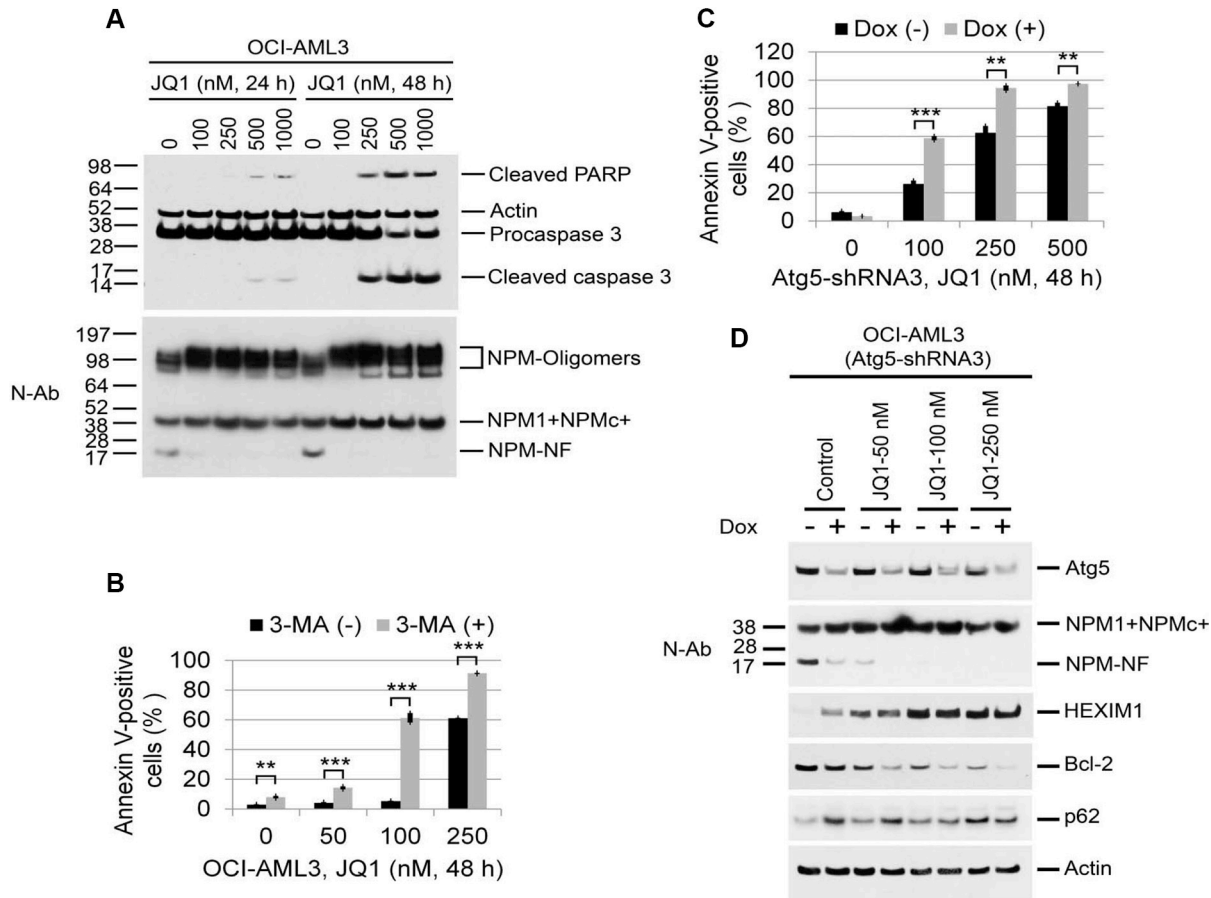 A
OCI-AML3
JQ1 (nM, 24 h) JQ1 (nM, 48 h)
0 100 250 500 1000 0 100 250 500 1000
98
64
52
38
28
17
14
Cleaved PARP
Actin
Procaspase 3
Cleaved caspase 3
N-Ab
197
98
64
52
38
28
17
NPM-Oligomers
NPM1+NPMc+
NPM-NF
B
3-MA (-) 3-MA (+)
Annexin V-positive
cells (% )
100
80
60
40
20
0
** *** *** ***
0 50 100 250
OCI-AML3, JQ1 (nM, 48 h)
C
Dox (-) Dox (+)
Annexin V-positive
cells (% )
120
100
80
60
40
20
0
*** ** **
0 100 250 500
Atg5-shRNA3, JQ1 (nM, 48 h)
D
OCI-AML3
(Atg5-shRNA3)
Control JQ1-50 nM JQ1-100 nM JQ1-250 nM
Dox - + - + - + - +
Atg5
N-Ab
38
28
17
NPM1+NPMc+
NPM-NF
HEXIM1
Bcl-2
p62
Actin